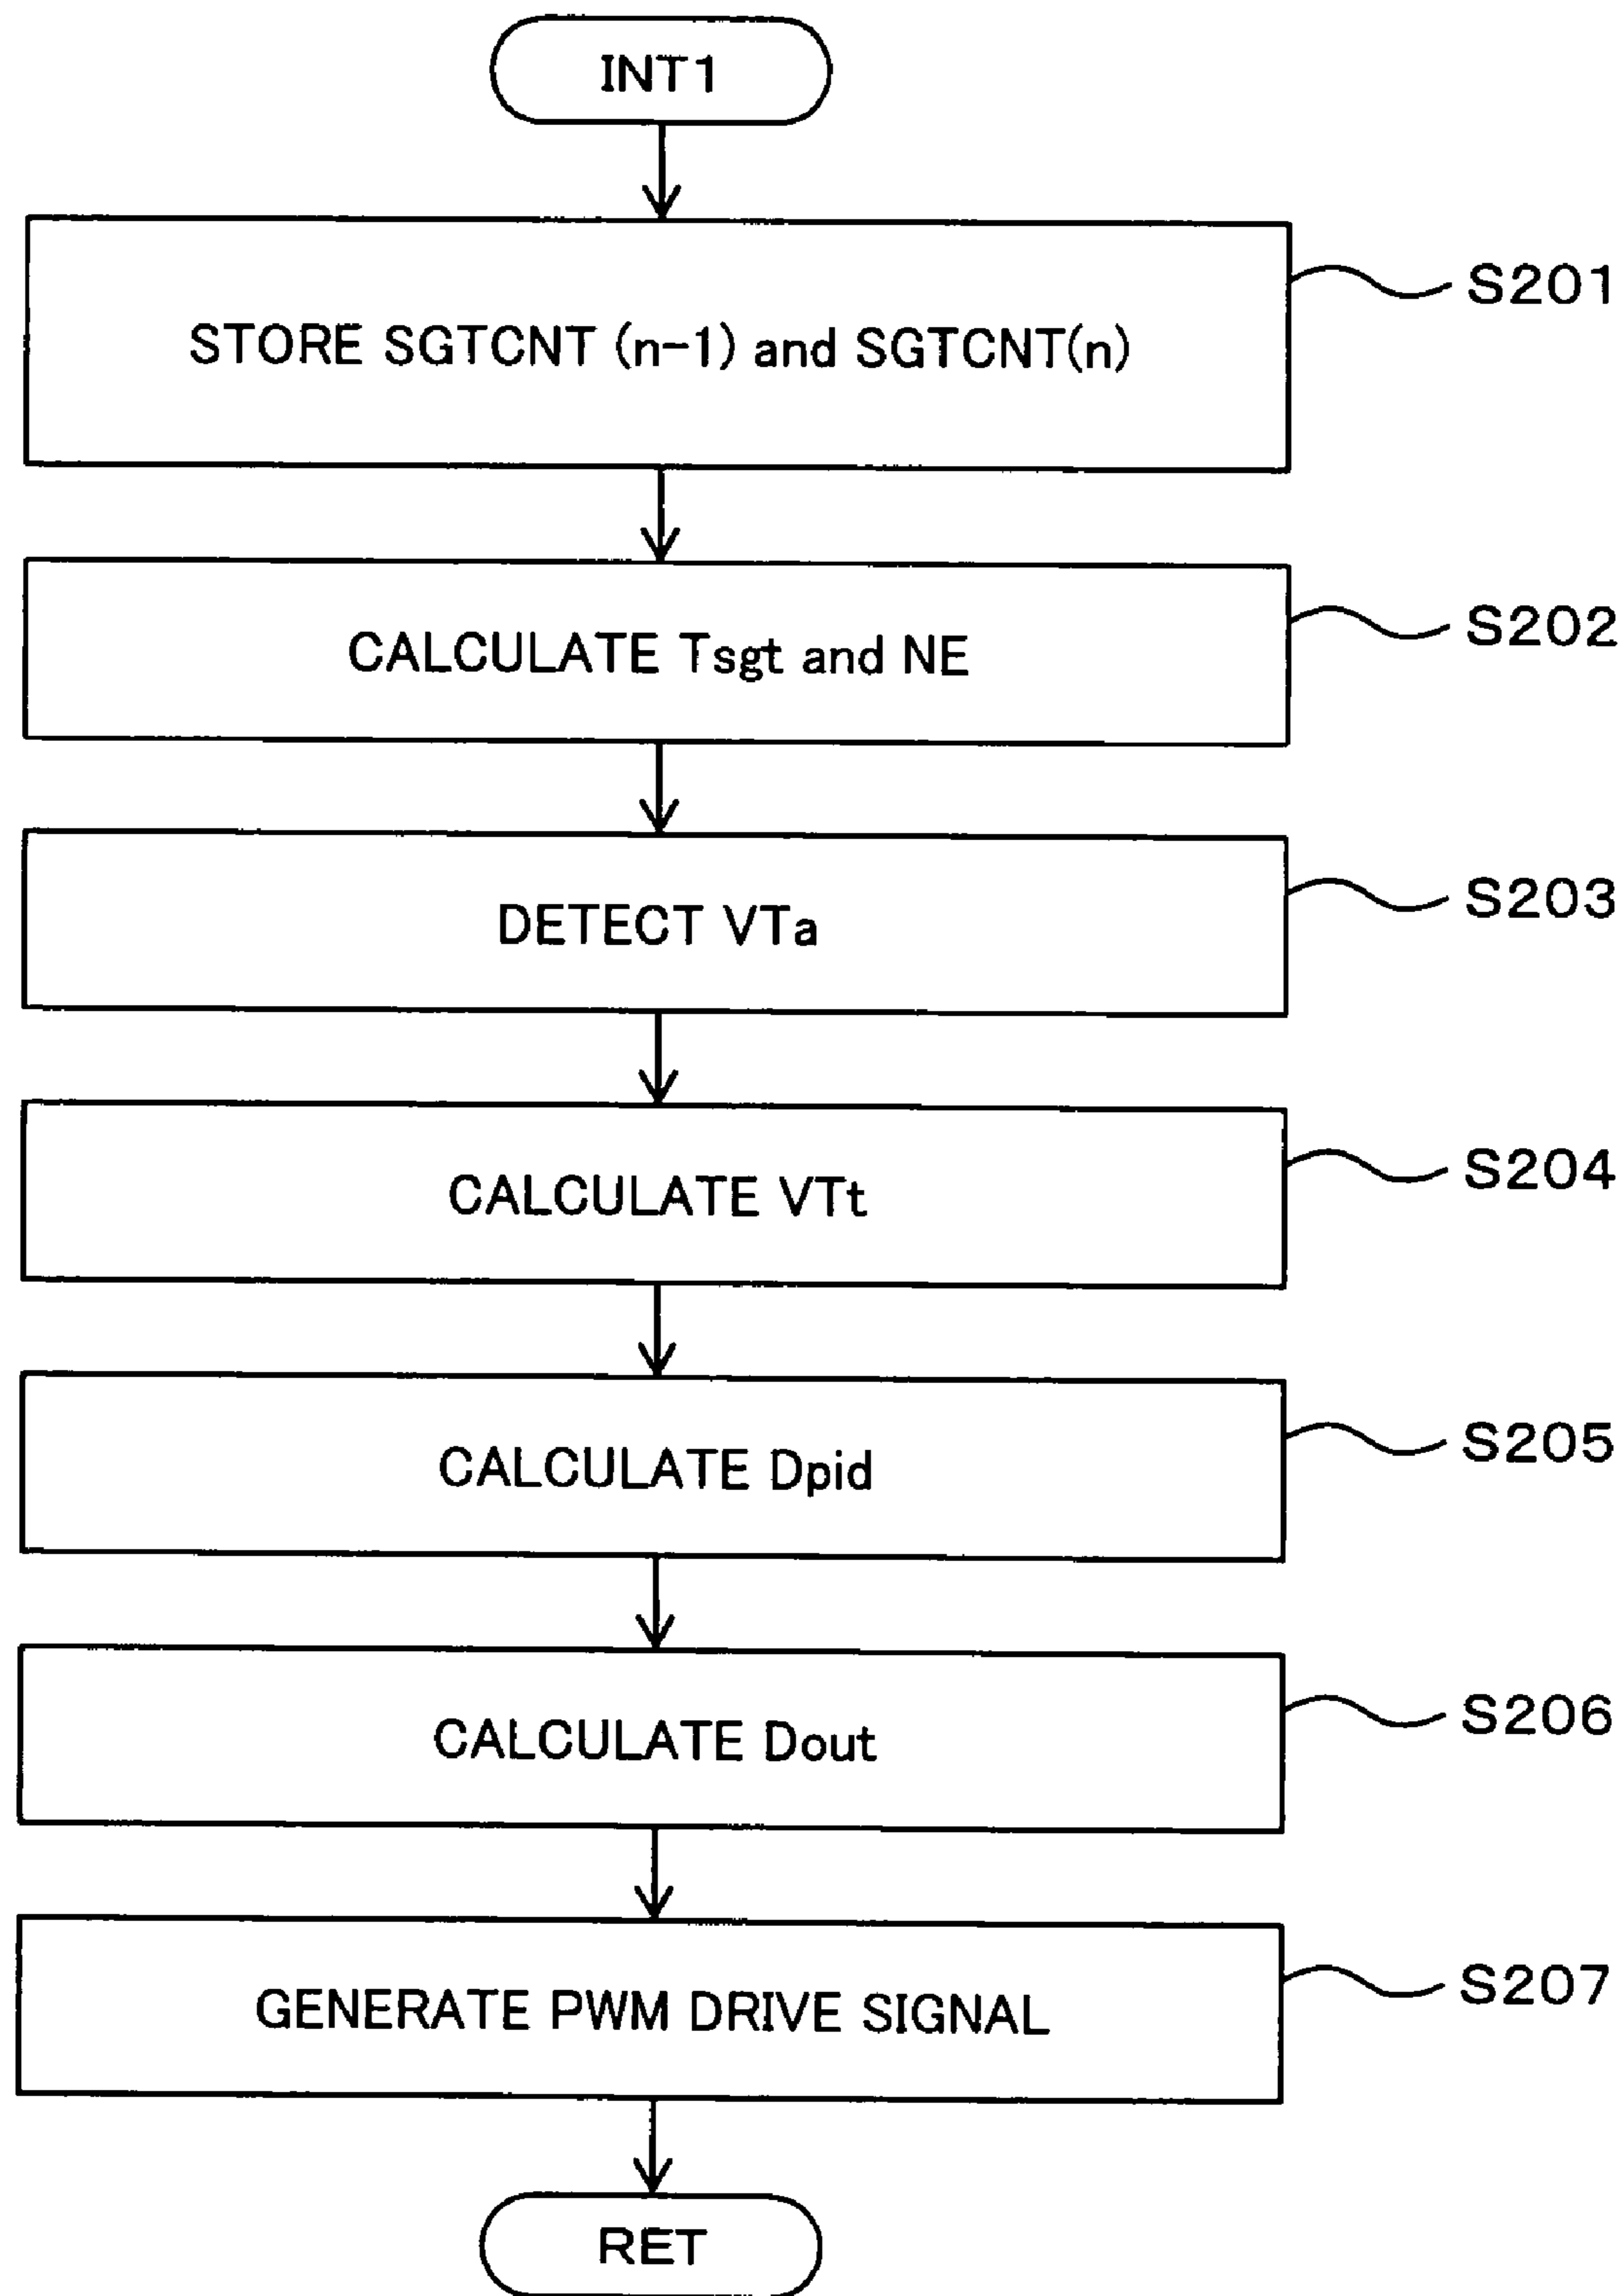 INT1
STORE SGTCNT (n-1) and SGTCNT(n)
S201
CALCULATE Tsgt and NE
S202
DETECT VTa
S203
CALCULATE VTt
S204
CALCULATE Dpid
S205
CALCULATE Dout
S206
GENERATE PWM DRIVE SIGNAL
S207
RET